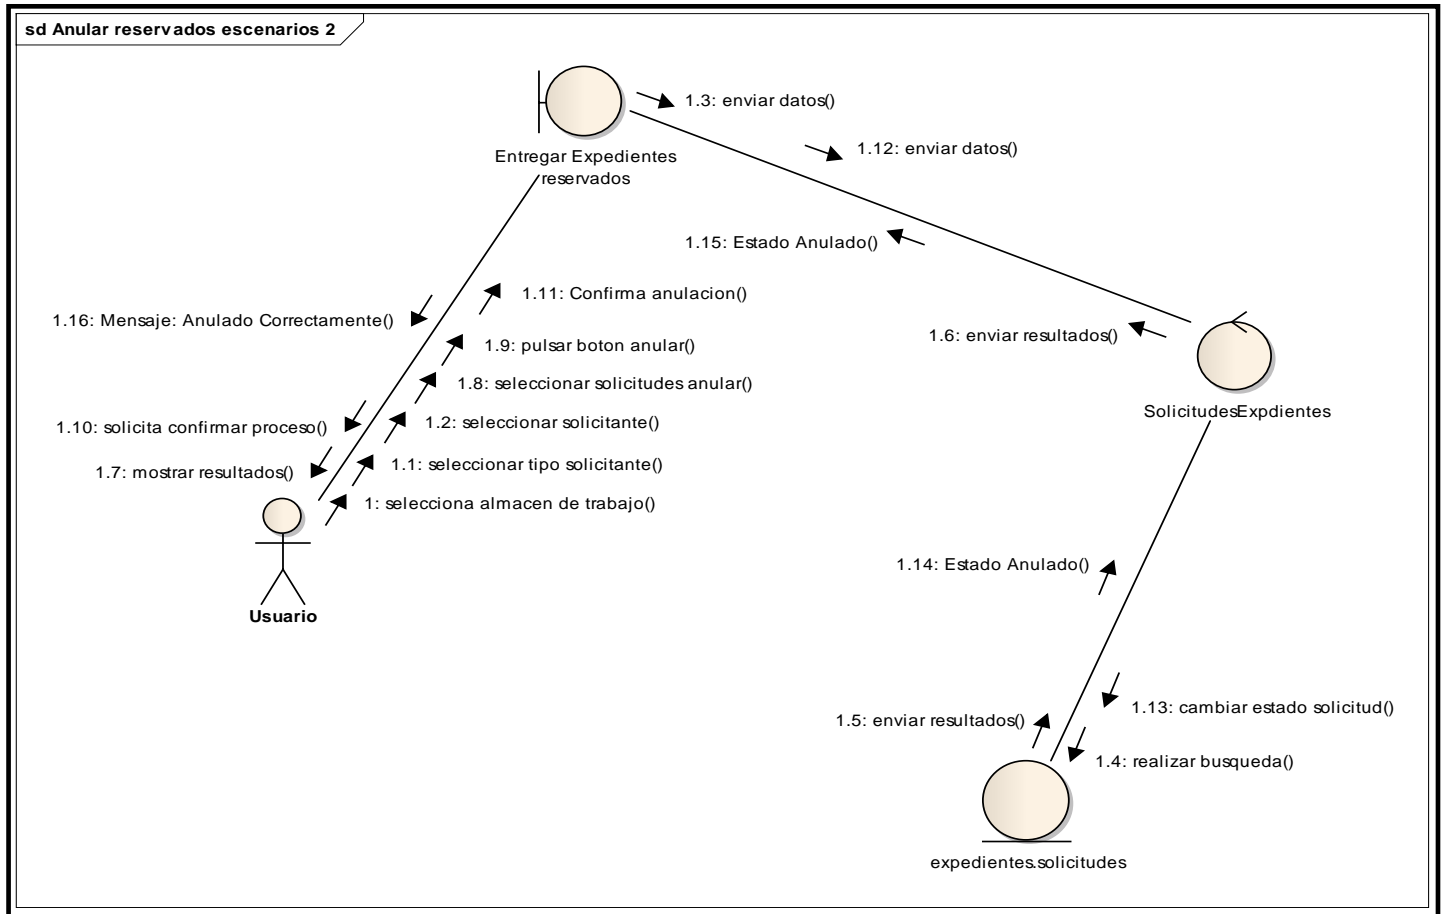 sd Anular reservados escenarios 2
1.3: enviar datos()
1.12: enviar datos()
Entregar Expedientes
reservados
1.15: Estado Anulado()
1.11: Confirma anulacion()
1.16: Mensaje: Anulado Correctamente()
1.6: enviar resultados()
1.9: pulsar boton anular()
1.8: seleccionar solicitudes anular()
SolicitudesExpdientes
1.10: solicita confirmar proceso()
1.2: seleccionar solicitante()
1.7: mostrar resultados()
1.1: seleccionar tipo solicitante()
1: selecciona almacen de trabajo()
1.14: Estado Anulado()
Usuario
1.13: cambiar estado solicitud()
1.5: enviar resultados()
1.4: realizar busqueda()
expedientes.solicitudes